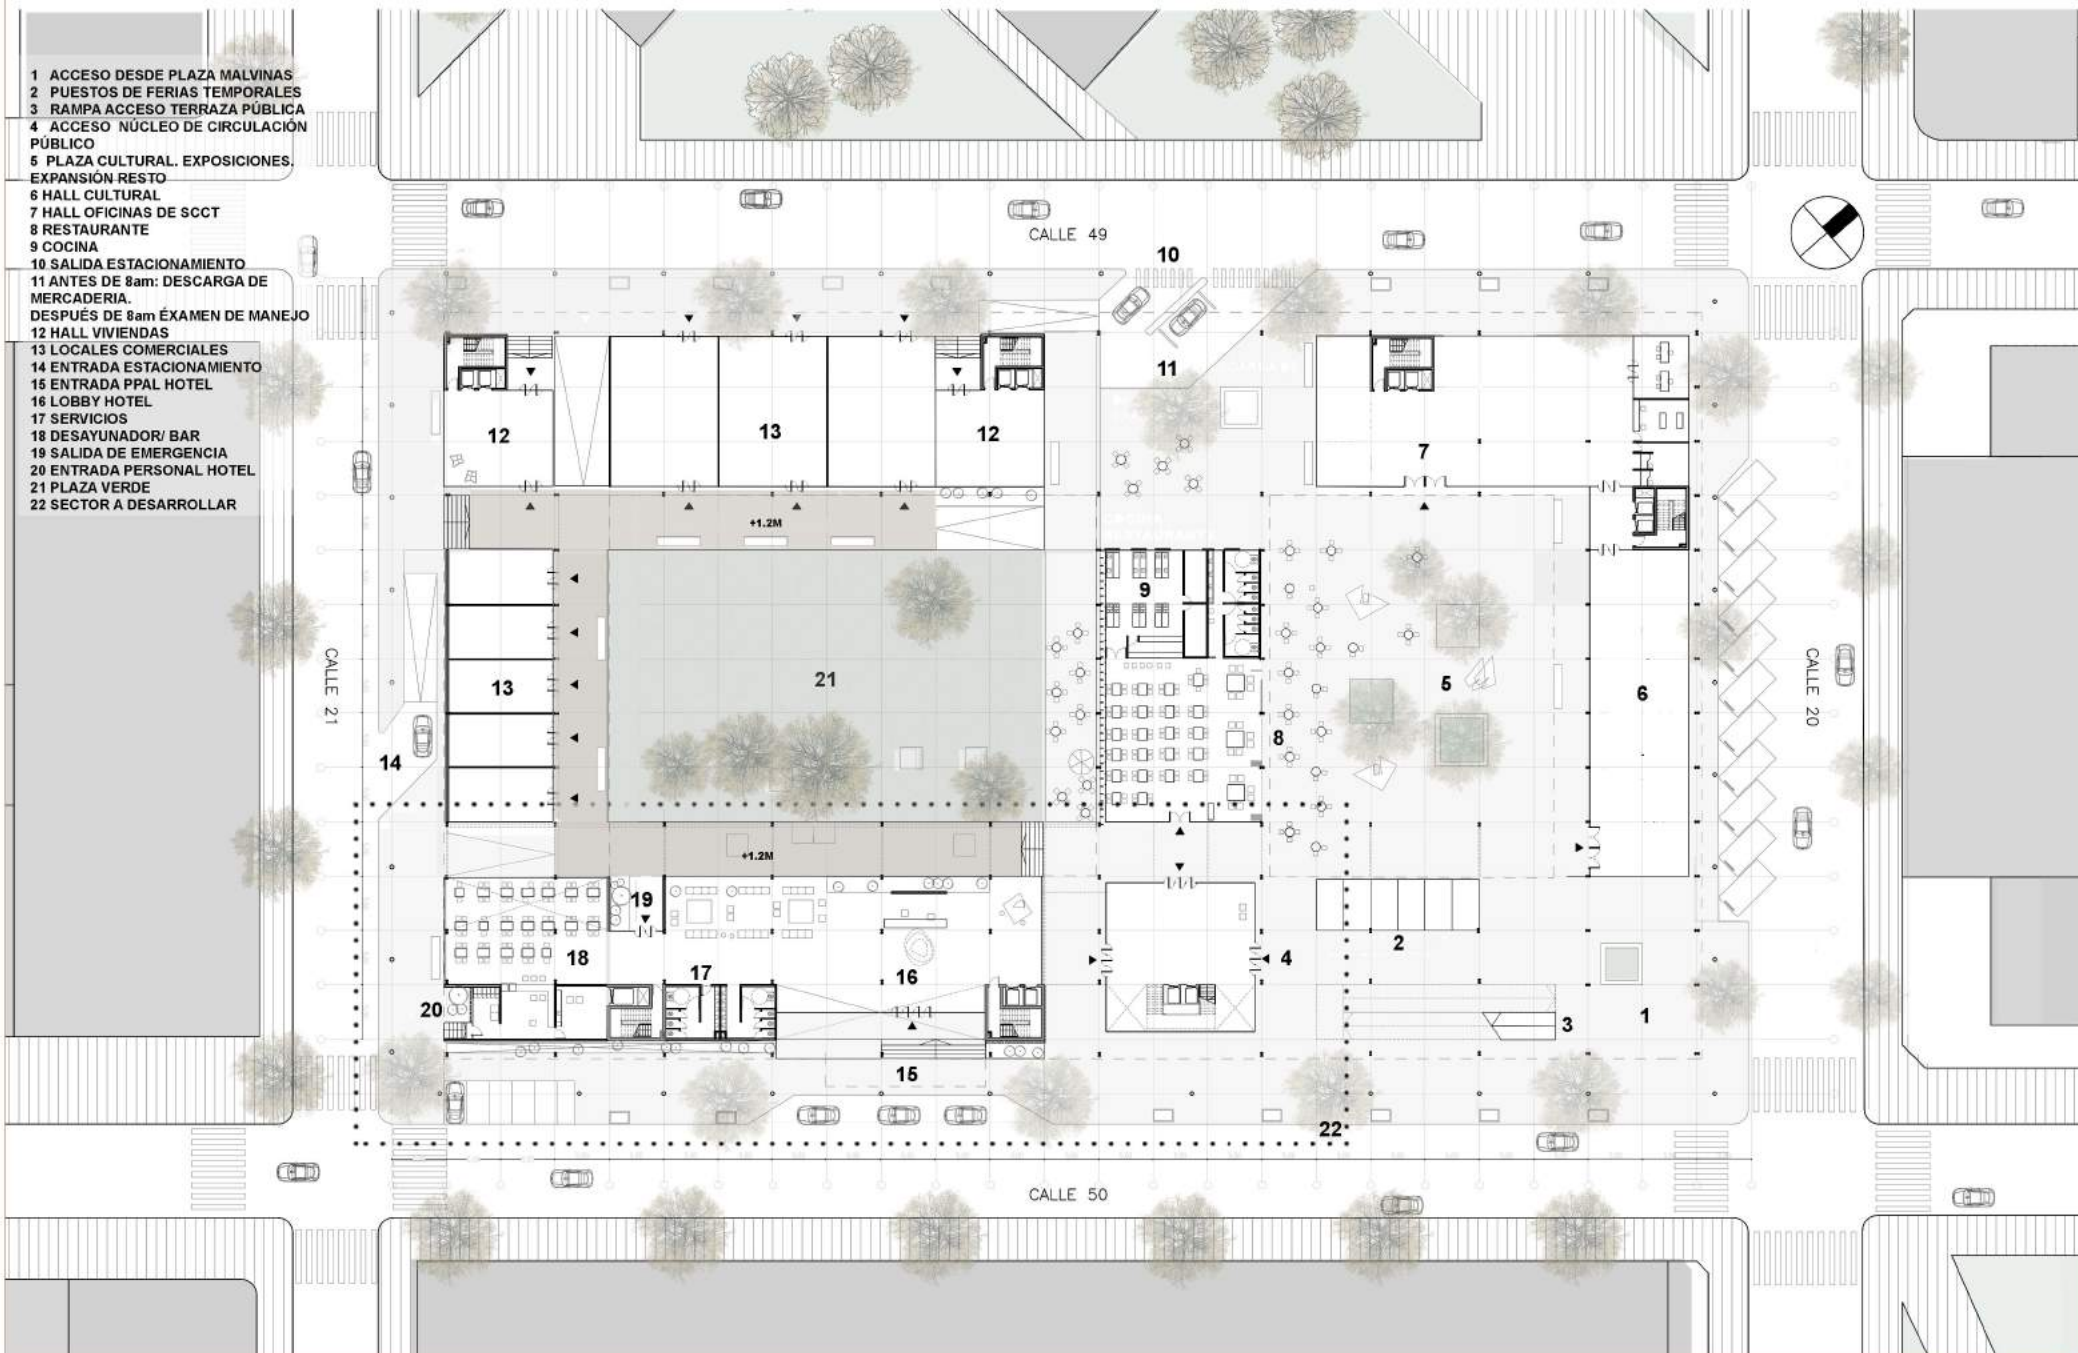 1 ACCESO DESDE PLAZA MALVINAS
2 PUESTOS DE FERIAS TEMPORALES
3 RAMPA ACCESO TERRAZA PÚBLICA
4 ACCESO NÚCLEO DE CIRCULACIÓN
PÚBLICO
5 PLAZA CULTURAL. EXPOSICIONES.
EXPANSIÓN RESTO
6 HALL CULTURAL
7 HALL OFICINAS DE SCCT
8 RESTAURANTE
9 COCINA
10 SALIDA ESTACIONAMIENTO
11 ANTES DE 8am: DESCARGA DE
MERCADERIA.
DESPUÉS DE 8am ÉXAMEN DE MANEJO
12 HALL VIVIENDAS
13 LOCALES COMERCIALES
14 ENTRADA ESTACIONAMIENTO
15 ENTRADA PPAL HOTEL
16 LOBBY HOTEL
17 SERVICIOS
18 DESAYUNADOR/ BAR
19 SALIDA DE EMERGENCIA
20 ENTRADA PERSONAL HOTEL
21 PLAZA VERDE
22 SECTOR A DESARROLLAR
CALLE 49
10
11
12
13
12
7
+1.2M
9
13
21
5
6
8
14
CALLE 21
CALLE 20
+1.2M
19
18
17
16
4
2
20
3
1
15
22
CALLE 50